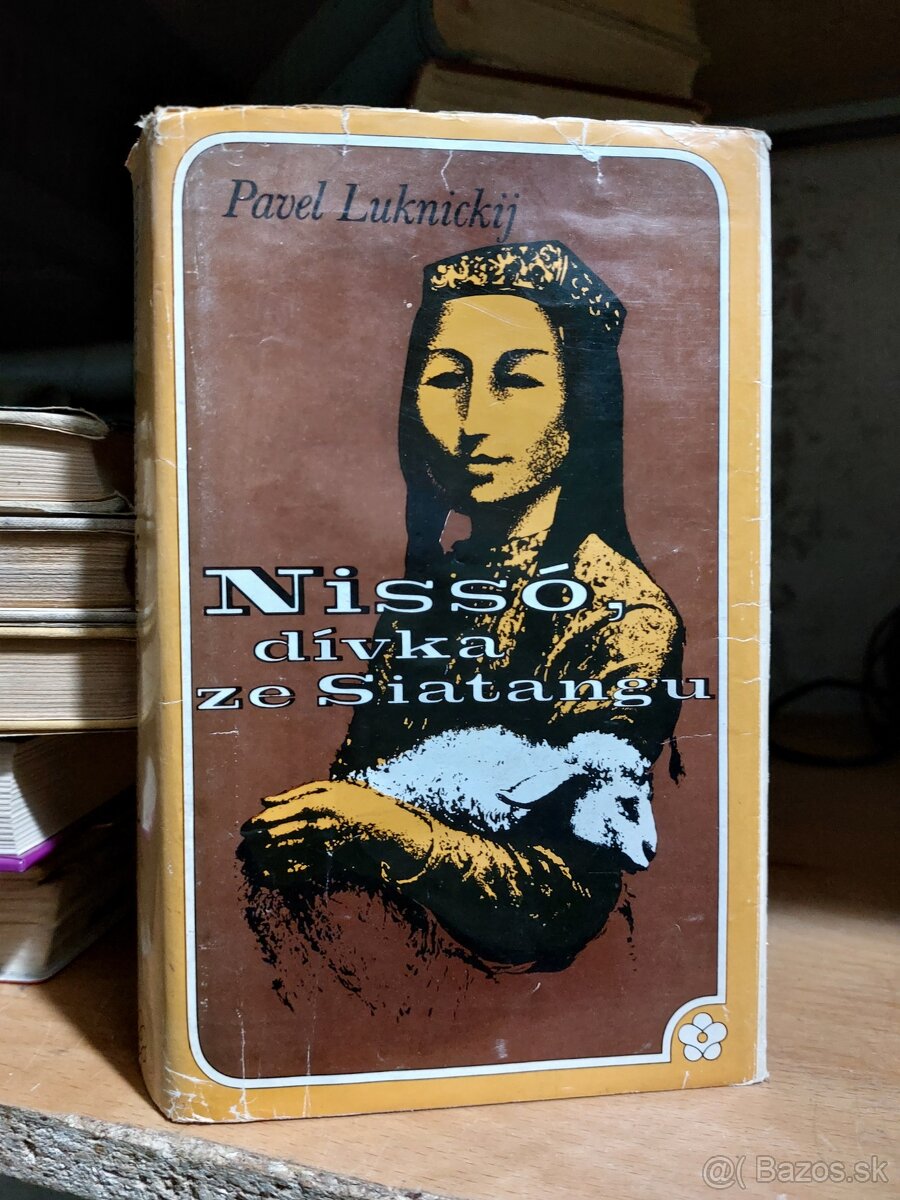 Pavel Luknickij
Nissó,
dívka
ze Siatangu
@( Bazos.sk